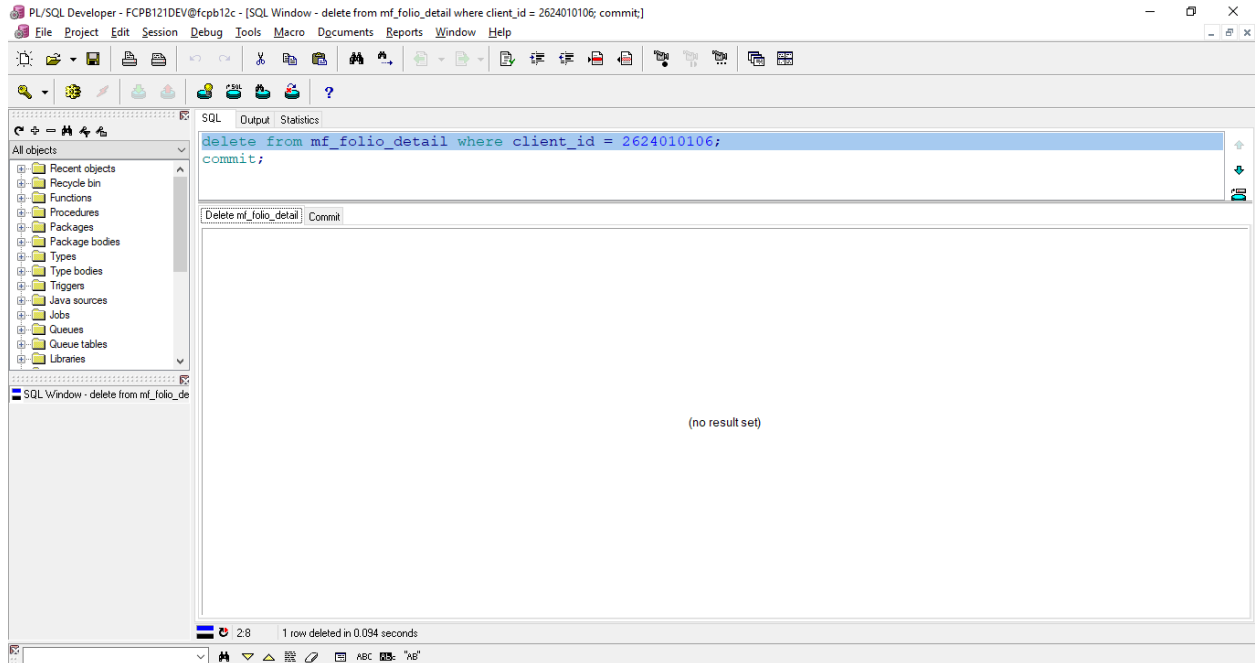 PL/SQL Developer - FCPB121DEV@fcpb12c - [SQL Window - delete from mf_folio_detail where client_id = 2624010106; commit;]
File Project Edit Session Debug Tools Macro Documents Reports Window Help
SQL Output Statistics
All objects
Recent objects
Recycle bin
Functions
Procedures
Packages
Package bodies
Types
Type bodies
Triggers
Java sources
Jobs
Queues
Queue tables
Libraries
SQL Window - delete from mf_folio_de
delete from mf_folio_detail where client_id = 2624010106;
commit;
Delete mf_folio_detail Commit
(no result set)
2:8 1 row deleted in 0.094 seconds
ABC ABc "AB"